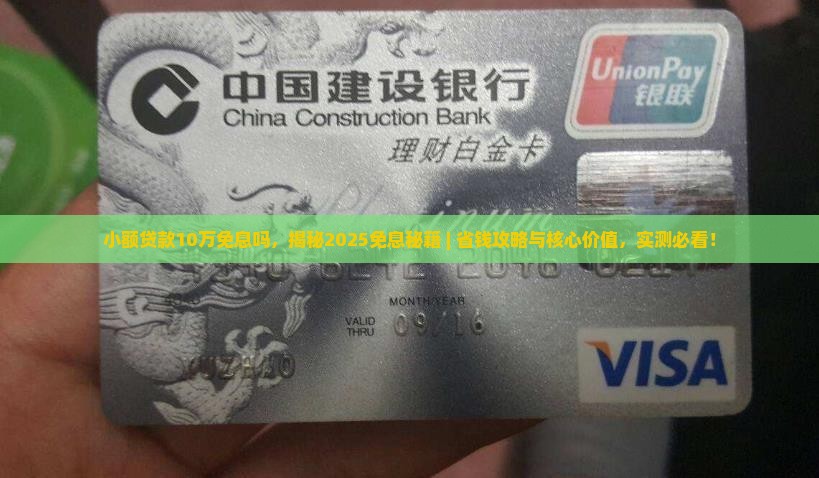 UnionPay
银联
中国建设银行
China Construction Bank
理财白金卡
小额贷款10万免息吗，揭秘2025免息秘籍 | 省钱攻略与核心价值，实测必看！
MONTH/YEAR
VALID
THRU
09/16
VISA